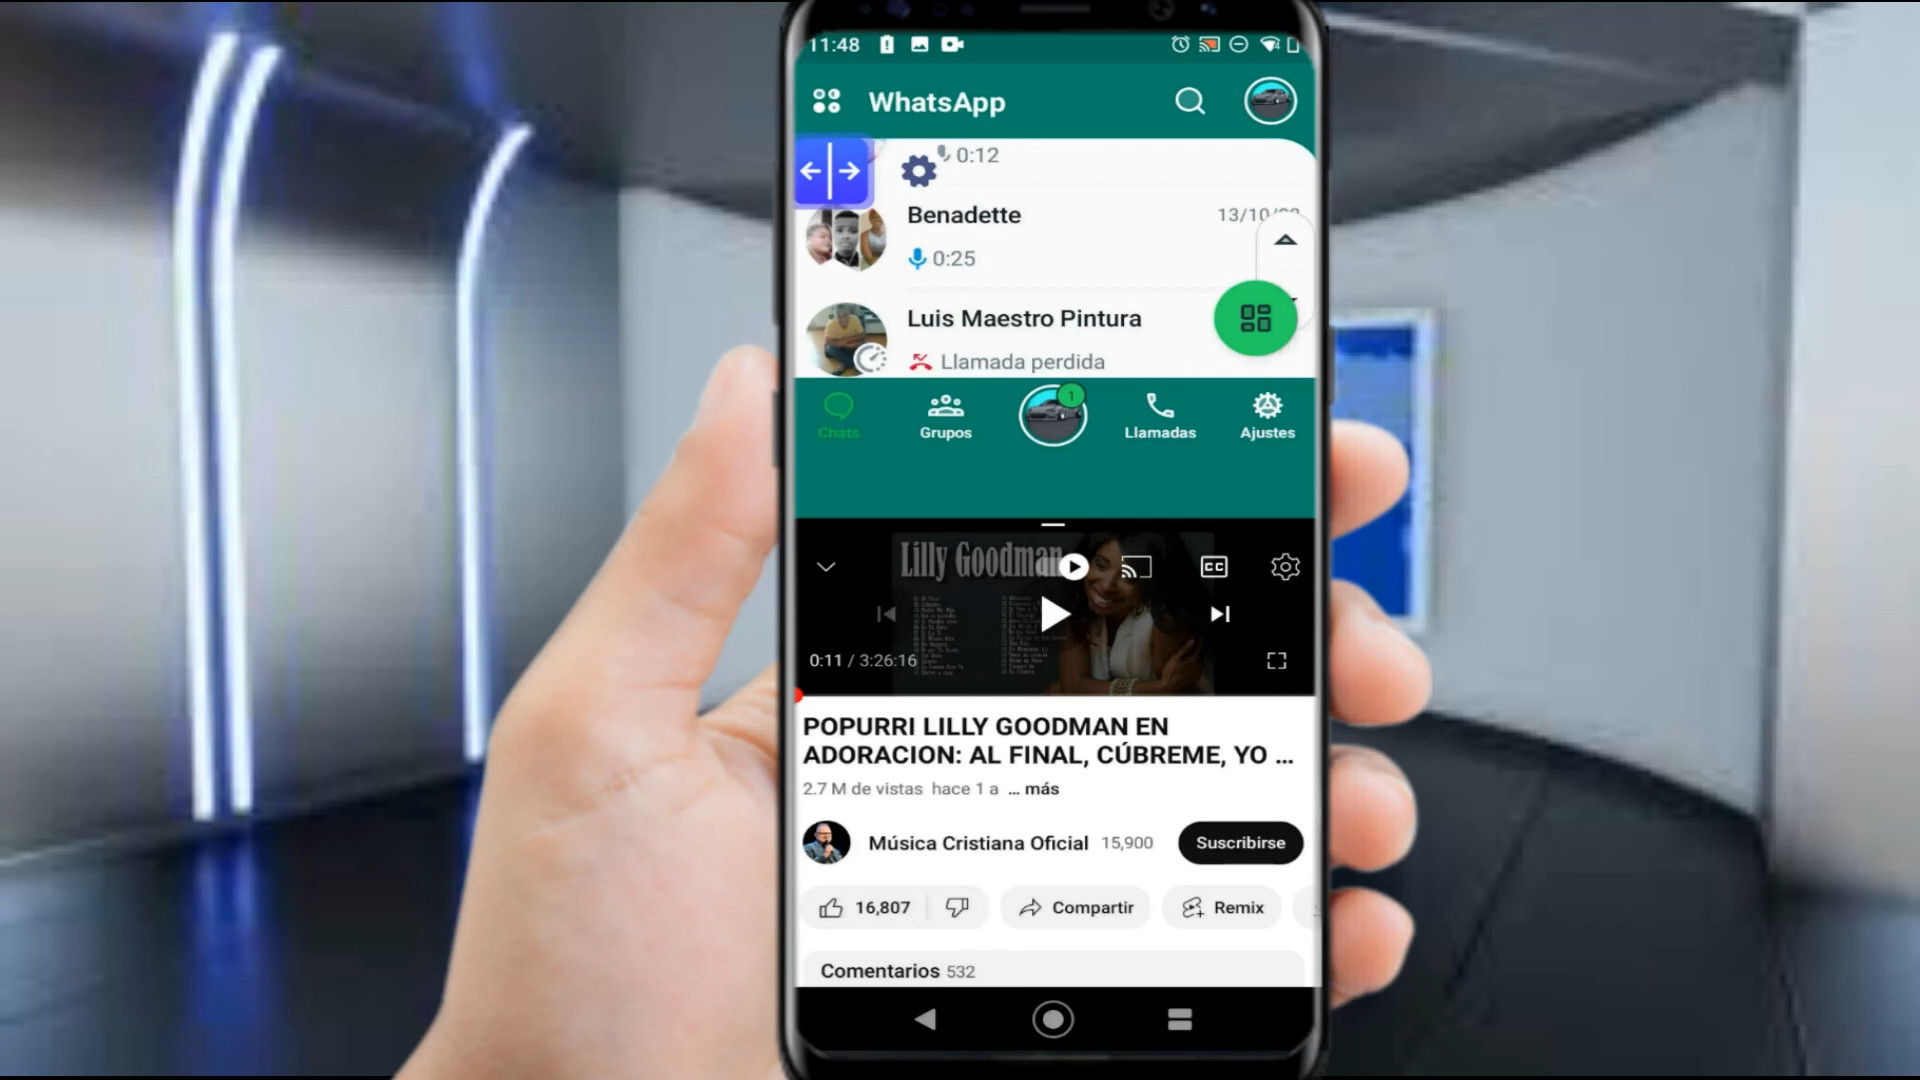 11:48
WhatsApp
0:12
Benadette
0:25
Luis Maestro Pintura
Llamada perdida
1
Chats
Grupos
Llamadas
Ajustes
Lilly Goodman
CC
0:11 / 3:26:16
POPURRI LILLY GOODMAN EN
ADORACION: AL FINAL, CÚBREME, YO ...
2.7 M de vistas hace 1 a ... más
Música Cristiana Oficial 15,900
Suscribirse
16,807
Compartir
Remix
Comentarios 532